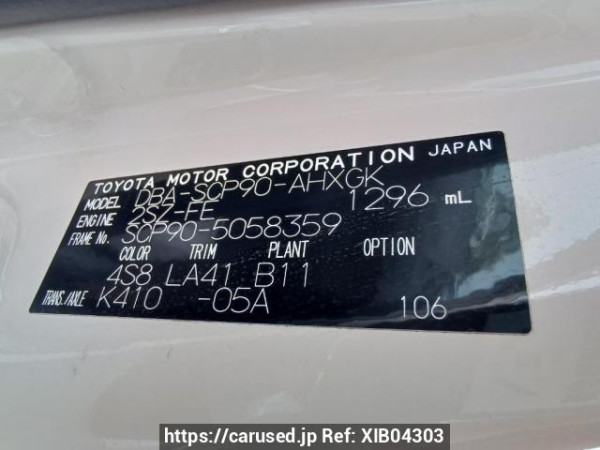 TOYOTA MOTOR CORPORATION JAPAN
MODEL DBA-SCP90-AHXGK
ENGINE 2SZ-FE 1296 mL
FRAME No. SCP90-5058359
COLOR TRIM PLANT OPTION
4S8 LA41 B11
TRANS./AXLE K410 -05A 106
https://carused.jp Ref: XIB04303